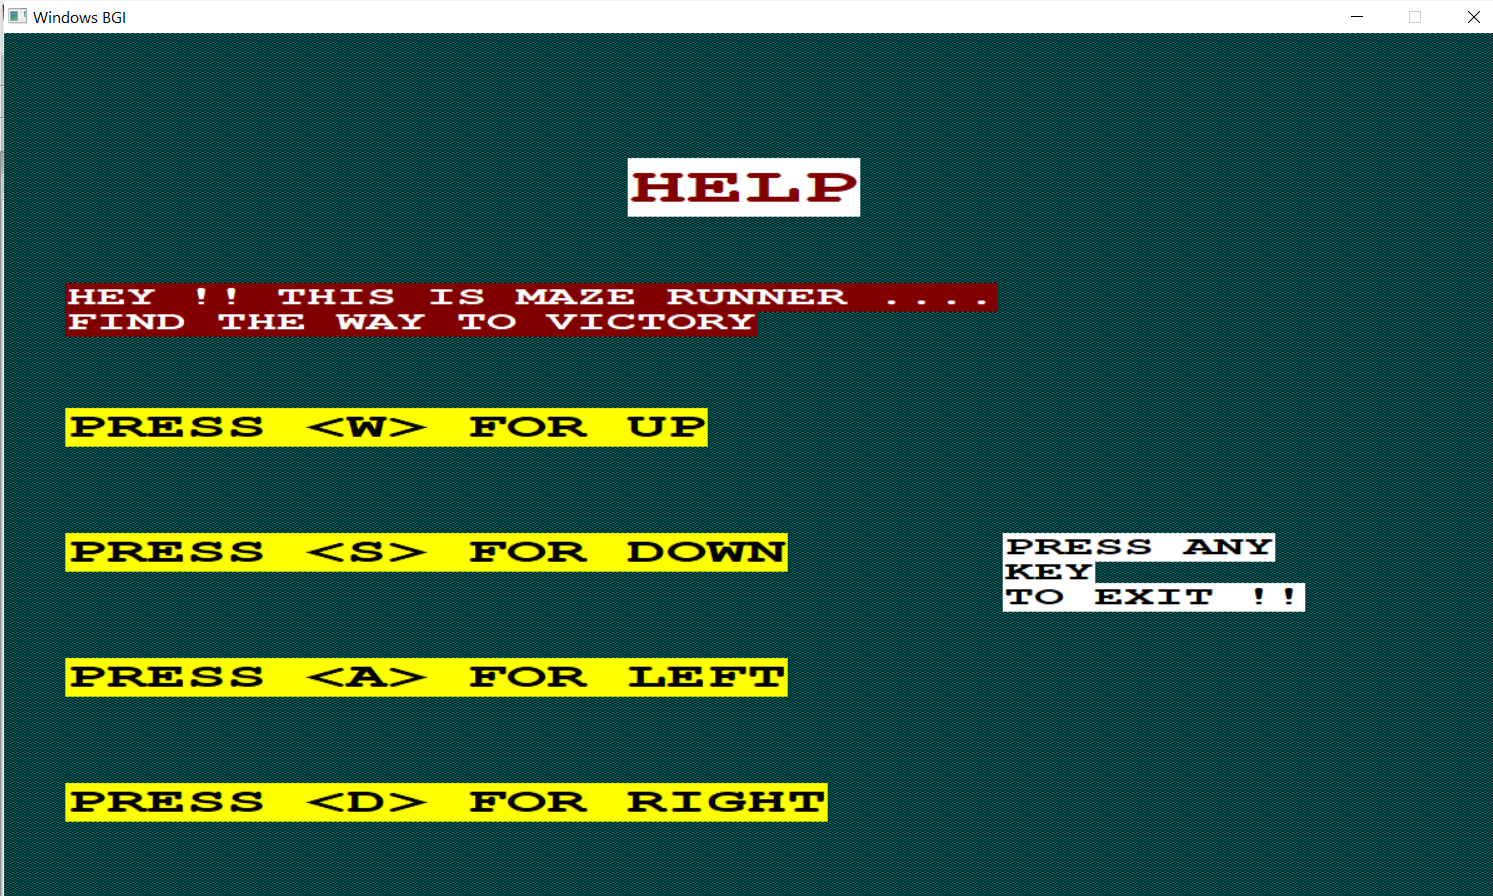 Windows BGI
HELP
HEY !! THIS IS MAZE RUNNER ....
FIND THE WAY TO VICTORY
PRESS <W> FOR UP
PRESS <S> FOR DOWN
PRESS ANY
KEY
TO EXIT !!
PRESS <A> FOR LEFT
PRESS <D> FOR RIGHT